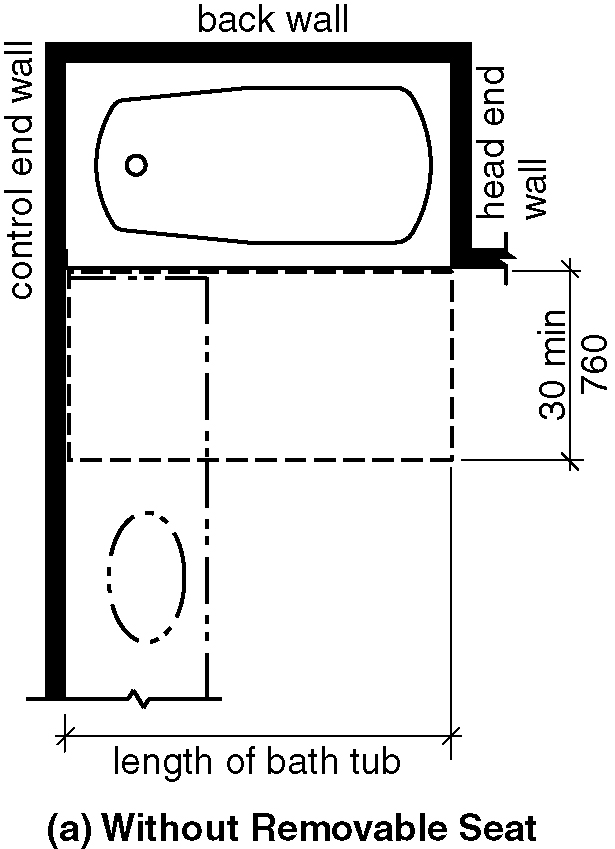 back wall
control end wall
head end
wall
30 min
760
length of bath tub
(a) Without Removable Seat